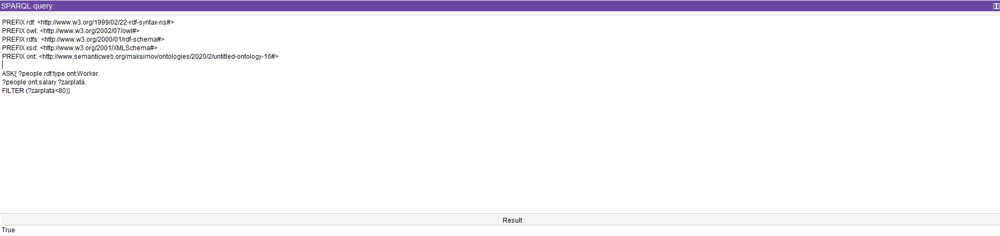 SPARQL query:
PREFIX rdf: <http://www.w3.org/1999/02/22-rdf-syntax-ns#>
PREFIX owl: <http://www.w3.org/2002/07/owl#>
PREFIX rdfs: <http://www.w3.org/2000/01/rdf-schema#>
PREFIX xsd: <http://www.w3.org/2001/XMLSchema#>
PREFIX ont: <http://www.semanticweb.org/maksimov/ontologies/2020/2/untitled-ontology-16#>
ASK{ ?people rdf:type ont:Worker.
?people ont:salary ?zarplata.
FILTER (?zarplata<80)}
Result
True